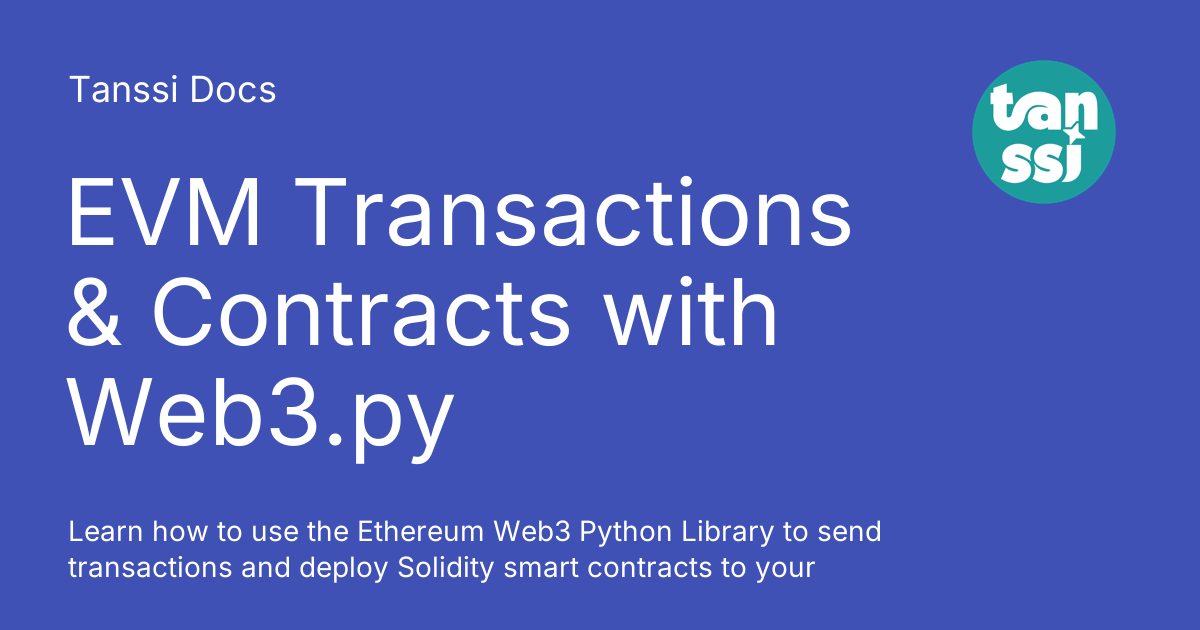 Tanssi Docs
tan
ssi
EVM Transactions
& Contracts with
Web3.py
Learn how to use the Ethereum Web3 Python Library to send
transactions and deploy Solidity smart contracts to your